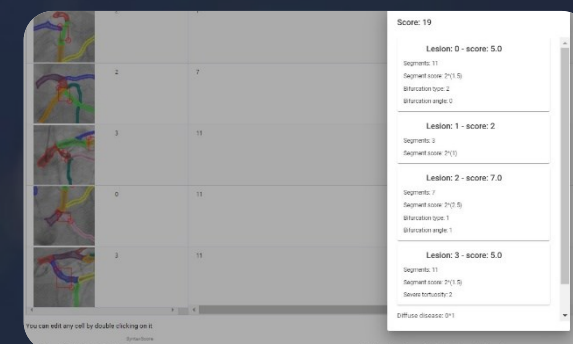 Score: 19
Lesion: 0 - score: 5.0
Segments: 11
Segment score: 2*(1.5)
Bifurcation type: 2
Bifurcation angle: 0
Lesion: 1 - score: 2
Segments: 3
Segment score: 2*(1)
Lesion: 2 - score: 7.0
Segments: 7
Segment score: 2*(2.5)
Bifurcation type: 1
Bifurcation angle: 1
Lesion: 3 - score: 5.0
Segments: 11
Segment score: 2*(1.5)
Severe tortuosity: 2
Diffuse disease: 0*1
2 7
3 11
0 11
3 11
You can edit any cell by double clicking on it